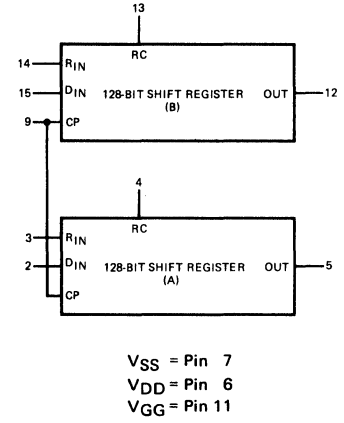 13
RC
14 RIN
15 DIN 128-BIT SHIFT REGISTER OUT 12
(B)
9 CP
4
RC
3 RIN
2 DIN 128-BIT SHIFT REGISTER OUT 5
(A)
CP
VSS = Pin 7
VDD = Pin 6
VGG = Pin 11